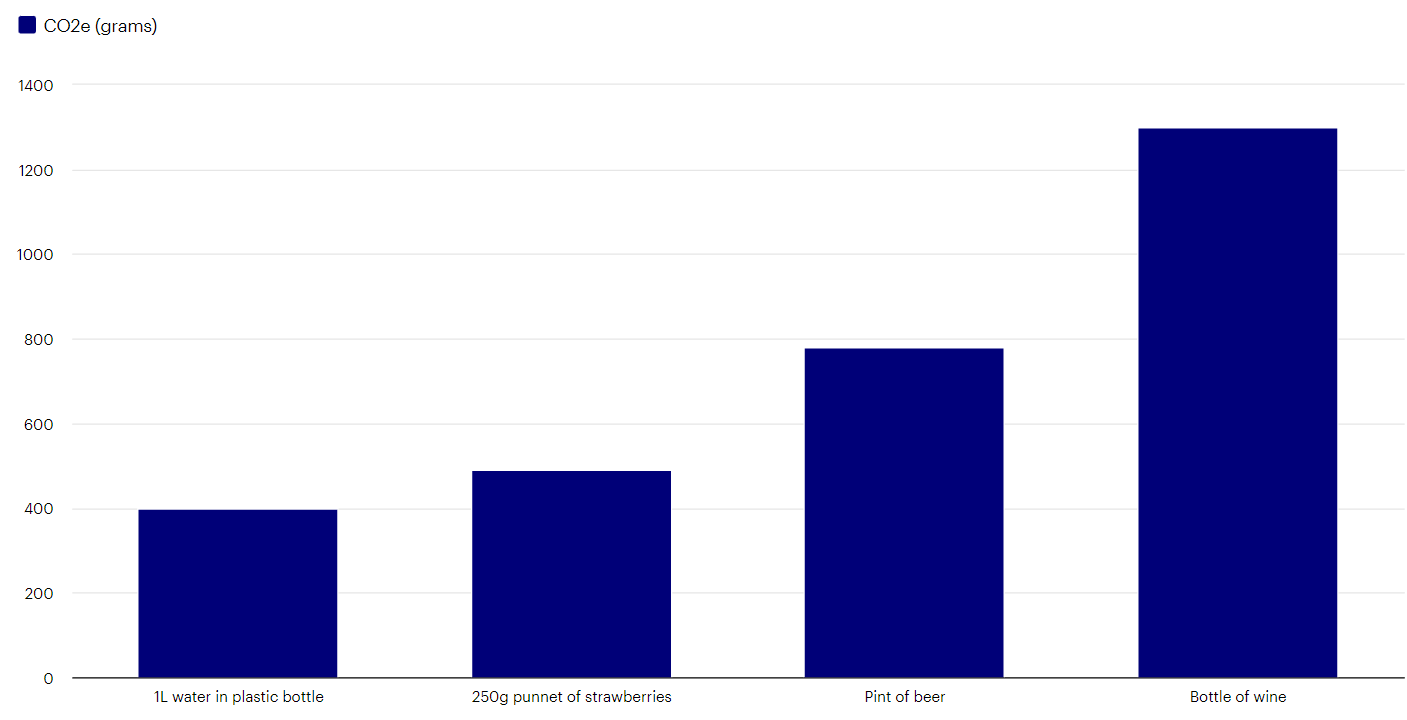 CO2e (grams)
1400
1200
1000
800
600
400
200
0
1L water in plastic bottle
250g punnet of strawberries
Pint of beer
Bottle of wine